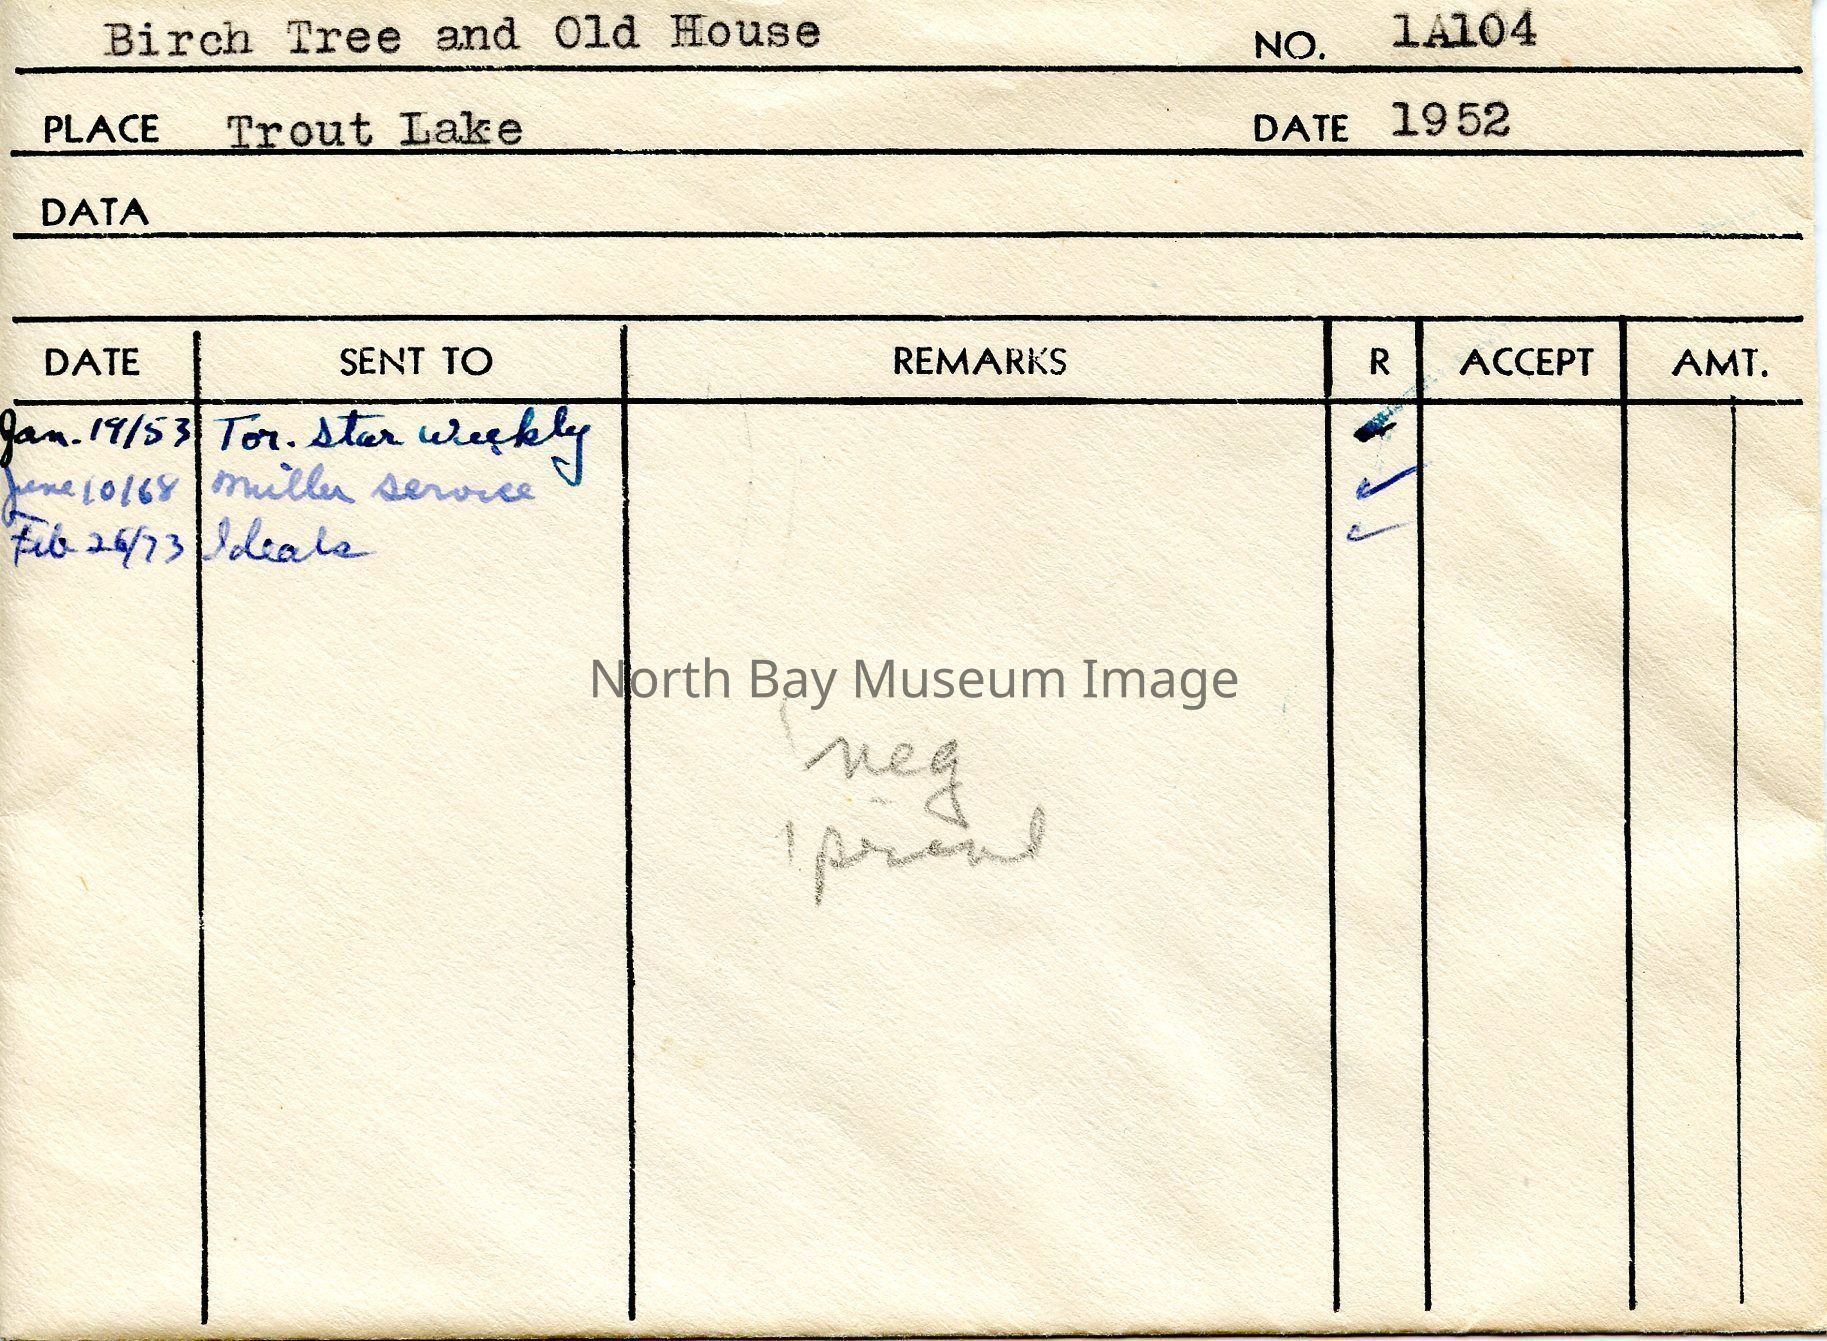 Birch Tree and Old House NO. 1A104
PLACE Trout Lake DATE 1952
DATA
DATE SENT TO REMARKS R ACCEPT AMT.
Jan. 19/53 Tor. Star Weekly
June 10/68 Miller Service
Feb 26/73 Ideals
North Bay Museum Image
neg
1